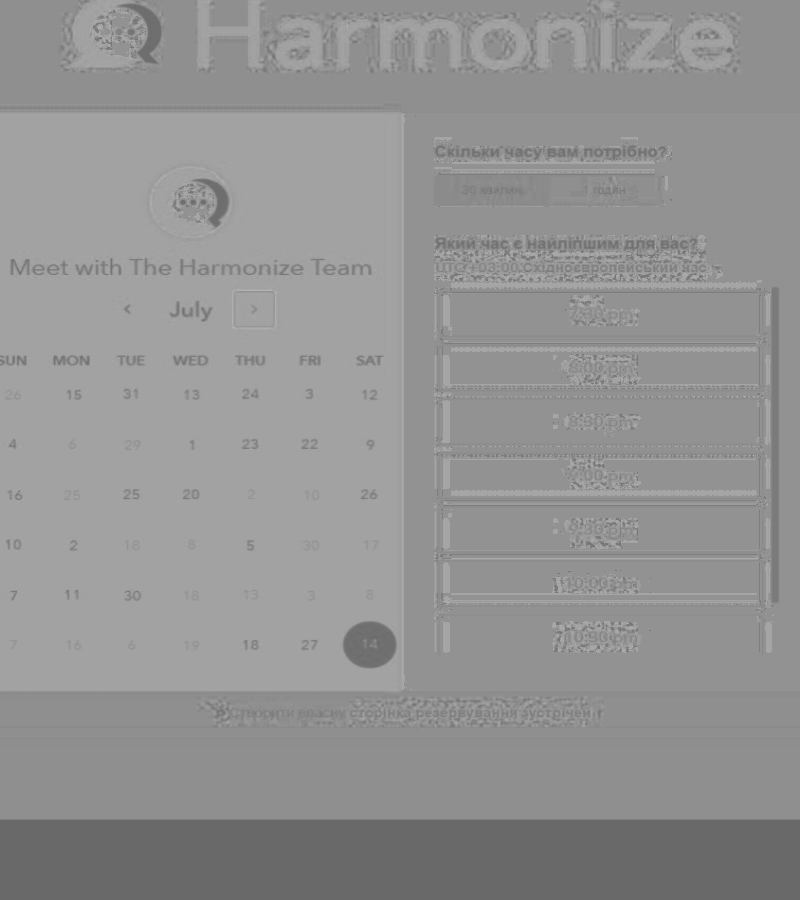 Harmonize
Meet with The Harmonize Team
‹ July ›
SUN MON TUE WED THU FRI SAT
26 15 31 13 24 3 12
4 6 29 1 23 22 9
16 25 25 20 2 10 26
10 2 18 8 5 30 17
7 11 30 18 13 3 8
7 16 6 19 18 27 14
Скільки часу вам потрібно?
30 хвилин 1 годин
Який час є найліпшим для вас?
UTC +03:00 Східноєвропейський час
7:30 pm
8:00 pm
8:30 pm
9:00 pm
9:30 pm
10:00 pm
10:30 pm
Створити власну сторінка резервування зустрічей